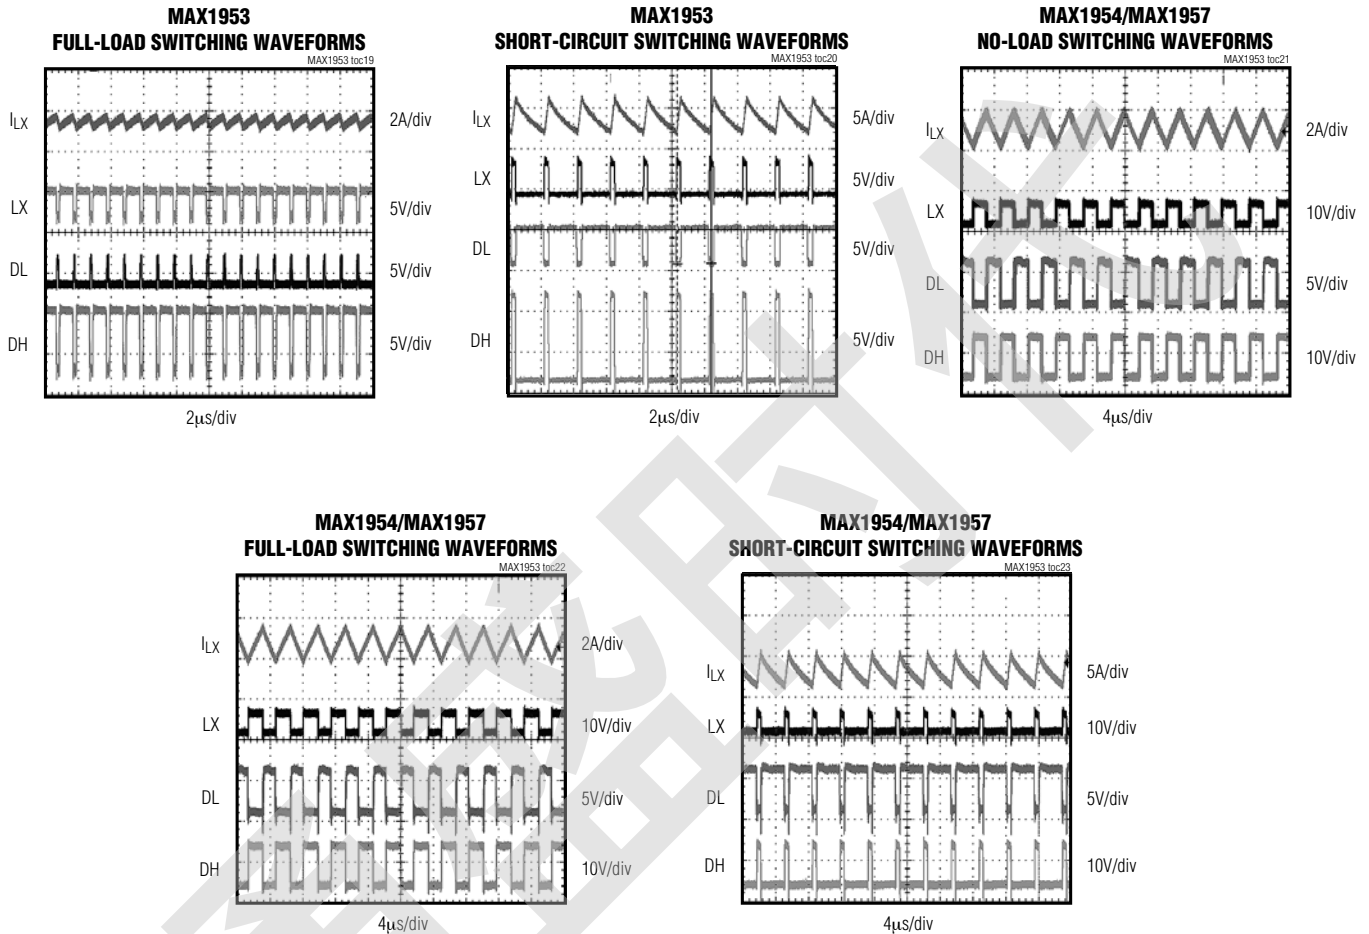 MAX1953
FULL-LOAD SWITCHING WAVEFORMS
MAX1953 toc19
ILX
2A/div
LX
5V/div
DL
5V/div
DH
5V/div
2μs/div
MAX1953
SHORT-CIRCUIT SWITCHING WAVEFORMS
MAX1953 toc20
ILX
5A/div
LX
5V/div
DL
5V/div
DH
5V/div
2μs/div
MAX1954/MAX1957
NO-LOAD SWITCHING WAVEFORMS
MAX1953 toc21
ILX
2A/div
LX
10V/div
DL
5V/div
DH
10V/div
4μs/div
MAX1954/MAX1957
FULL-LOAD SWITCHING WAVEFORMS
MAX1953 toc22
ILX
2A/div
LX
10V/div
DL
5V/div
DH
10V/div
4μs/div
MAX1954/MAX1957
SHORT-CIRCUIT SWITCHING WAVEFORMS
MAX1953 toc23
ILX
5A/div
LX
10V/div
DL
5V/div
DH
10V/div
4μs/div